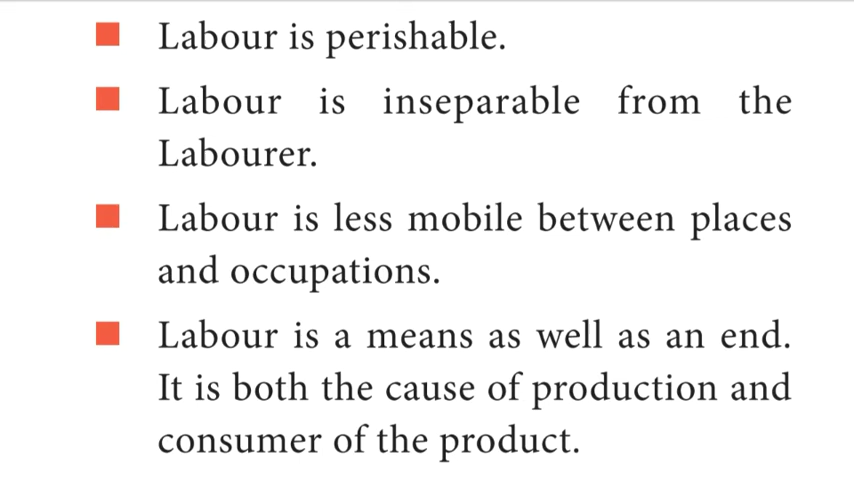 Labour is perishable.
Labour is inseparable from the
Labourer.
Labour is less mobile between places
and occupations.
Labour is a means as well as an end.
It is both the cause of production and
consumer of the product.